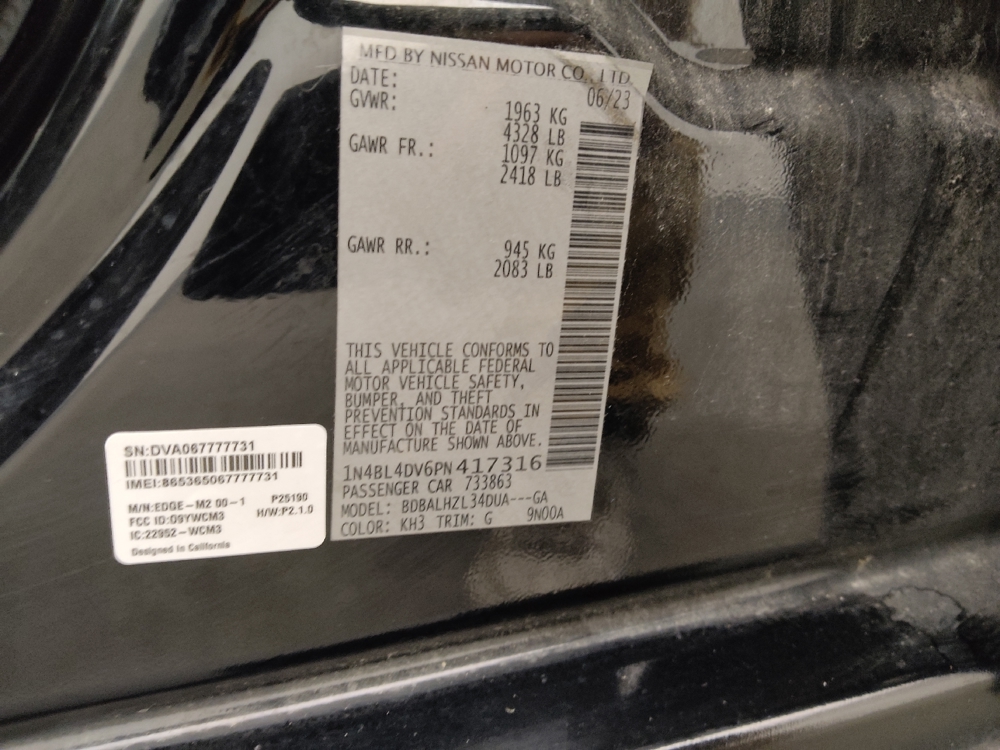 MFD BY NISSAN MOTOR CO., LTD.
DATE: 06/23
GVWR: 1963 KG
4328 LB
GAWR FR.: 1097 KG
2418 LB
GAWR RR.: 945 KG
2083 LB
THIS VEHICLE CONFORMS TO
ALL APPLICABLE FEDERAL
MOTOR VEHICLE SAFETY,
BUMPER, AND THEFT
PREVENTION STANDARDS IN
EFFECT ON THE DATE OF
MANUFACTURE SHOWN ABOVE.
1N4BL4DV6PN417316
PASSENGER CAR 733863
MODEL: BDBALHZL34DUA---GA
COLOR: KH3 TRIM: G 9N00A
SN:DVA067777731
IMEI:865365067777731
M/N:EDGE-M2 00-1 P25190
FCC ID:O9YWCM3 H/W:P2.1.0
IC:22952-WCM3
Designed in California